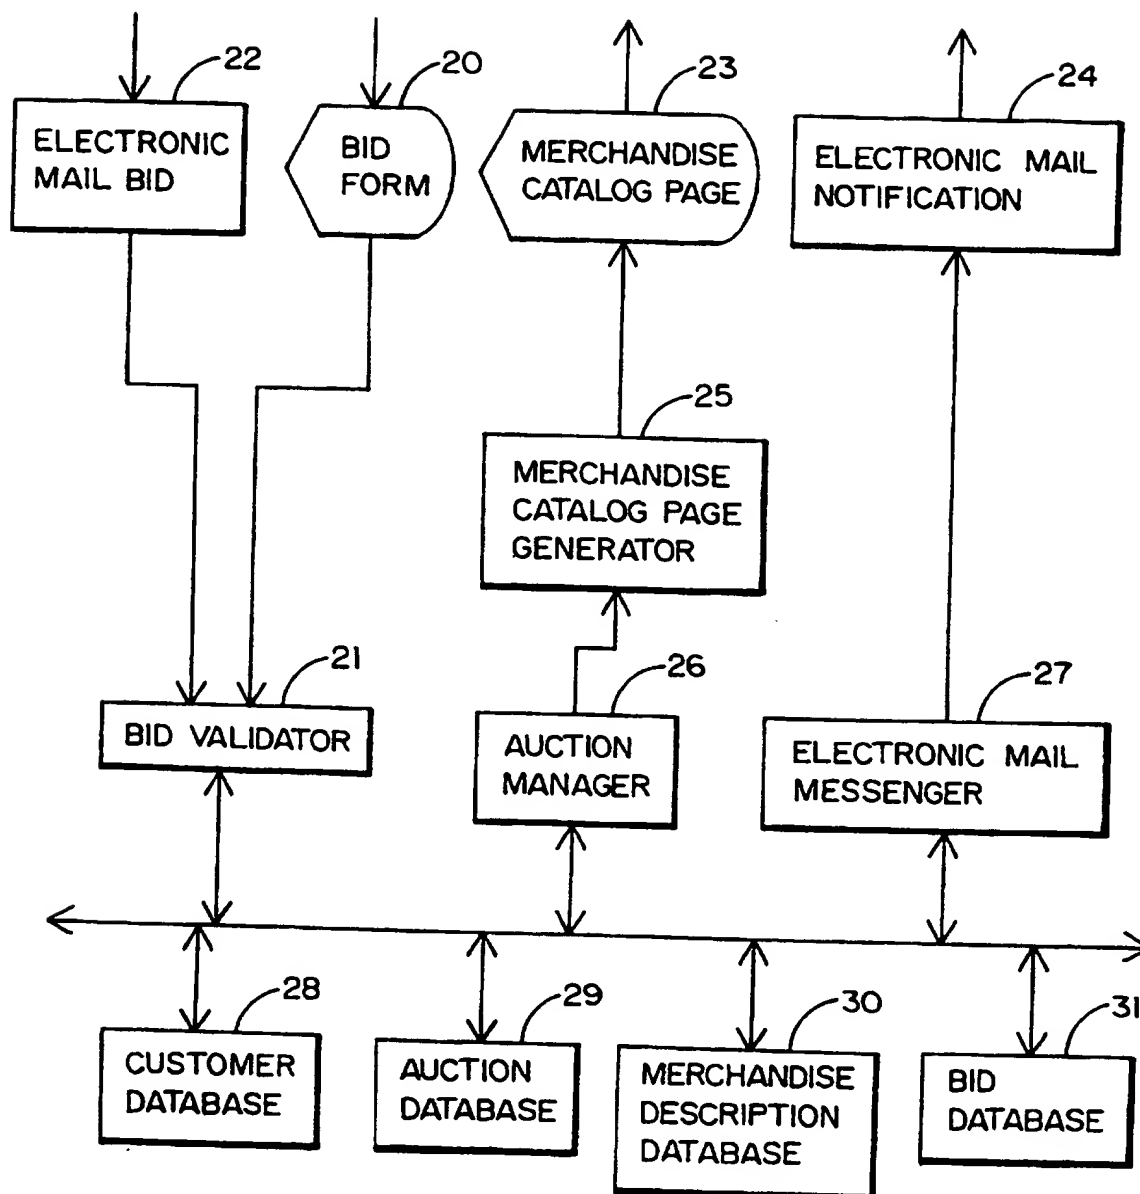 22
20
23
24
ELECTRONIC
MAIL BID
BID
FORM
MERCHANDISE
CATALOG PAGE
ELECTRONIC MAIL
NOTIFICATION
25
MERCHANDISE
CATALOG PAGE
GENERATOR
21
26
27
BID VALIDATOR
AUCTION
MANAGER
ELECTRONIC MAIL
MESSENGER
28
29
30
31
CUSTOMER
DATABASE
AUCTION
DATABASE
MERCHANDISE
DESCRIPTION
DATABASE
BID
DATABASE